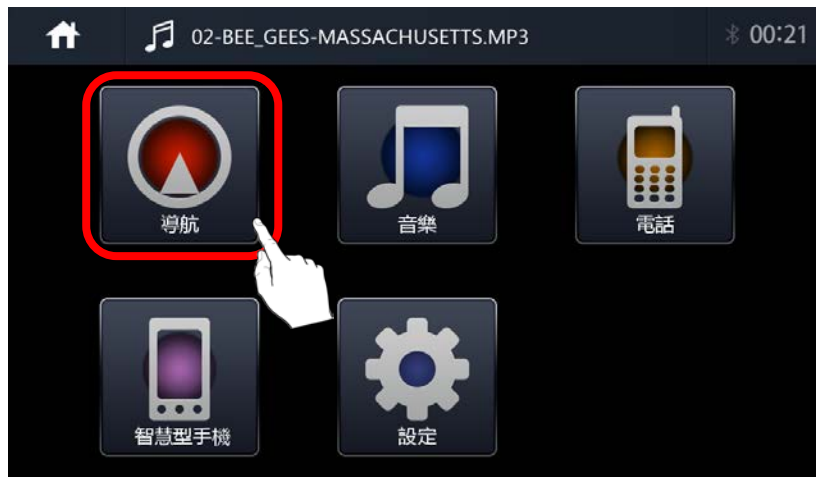 02-BEE_GEES-MASSACHUSETTS.MP3
00:21
導航
音樂
電話
智慧型手機
設定